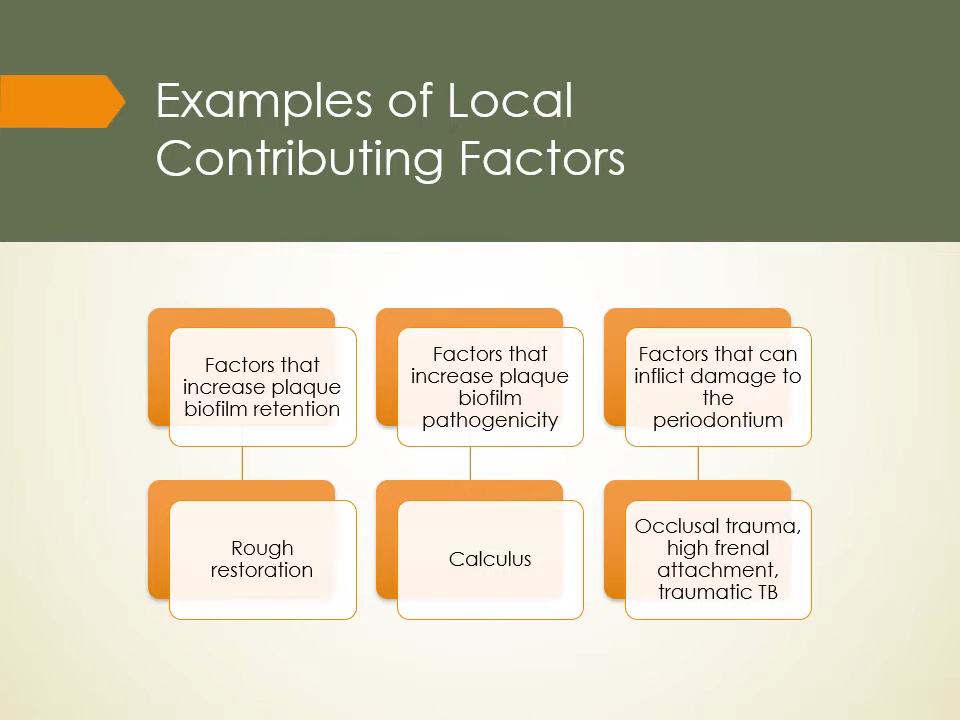 Examples of Local
Contributing Factors
Factors that
increase plaque
biofilm retention
Rough
restoration
Factors that
increase plaque
biofilm
pathogenicity
Calculus
Factors that can
inflict damage to
the
periodontium
Occlusal trauma,
high frenal
attachment,
traumatic TB